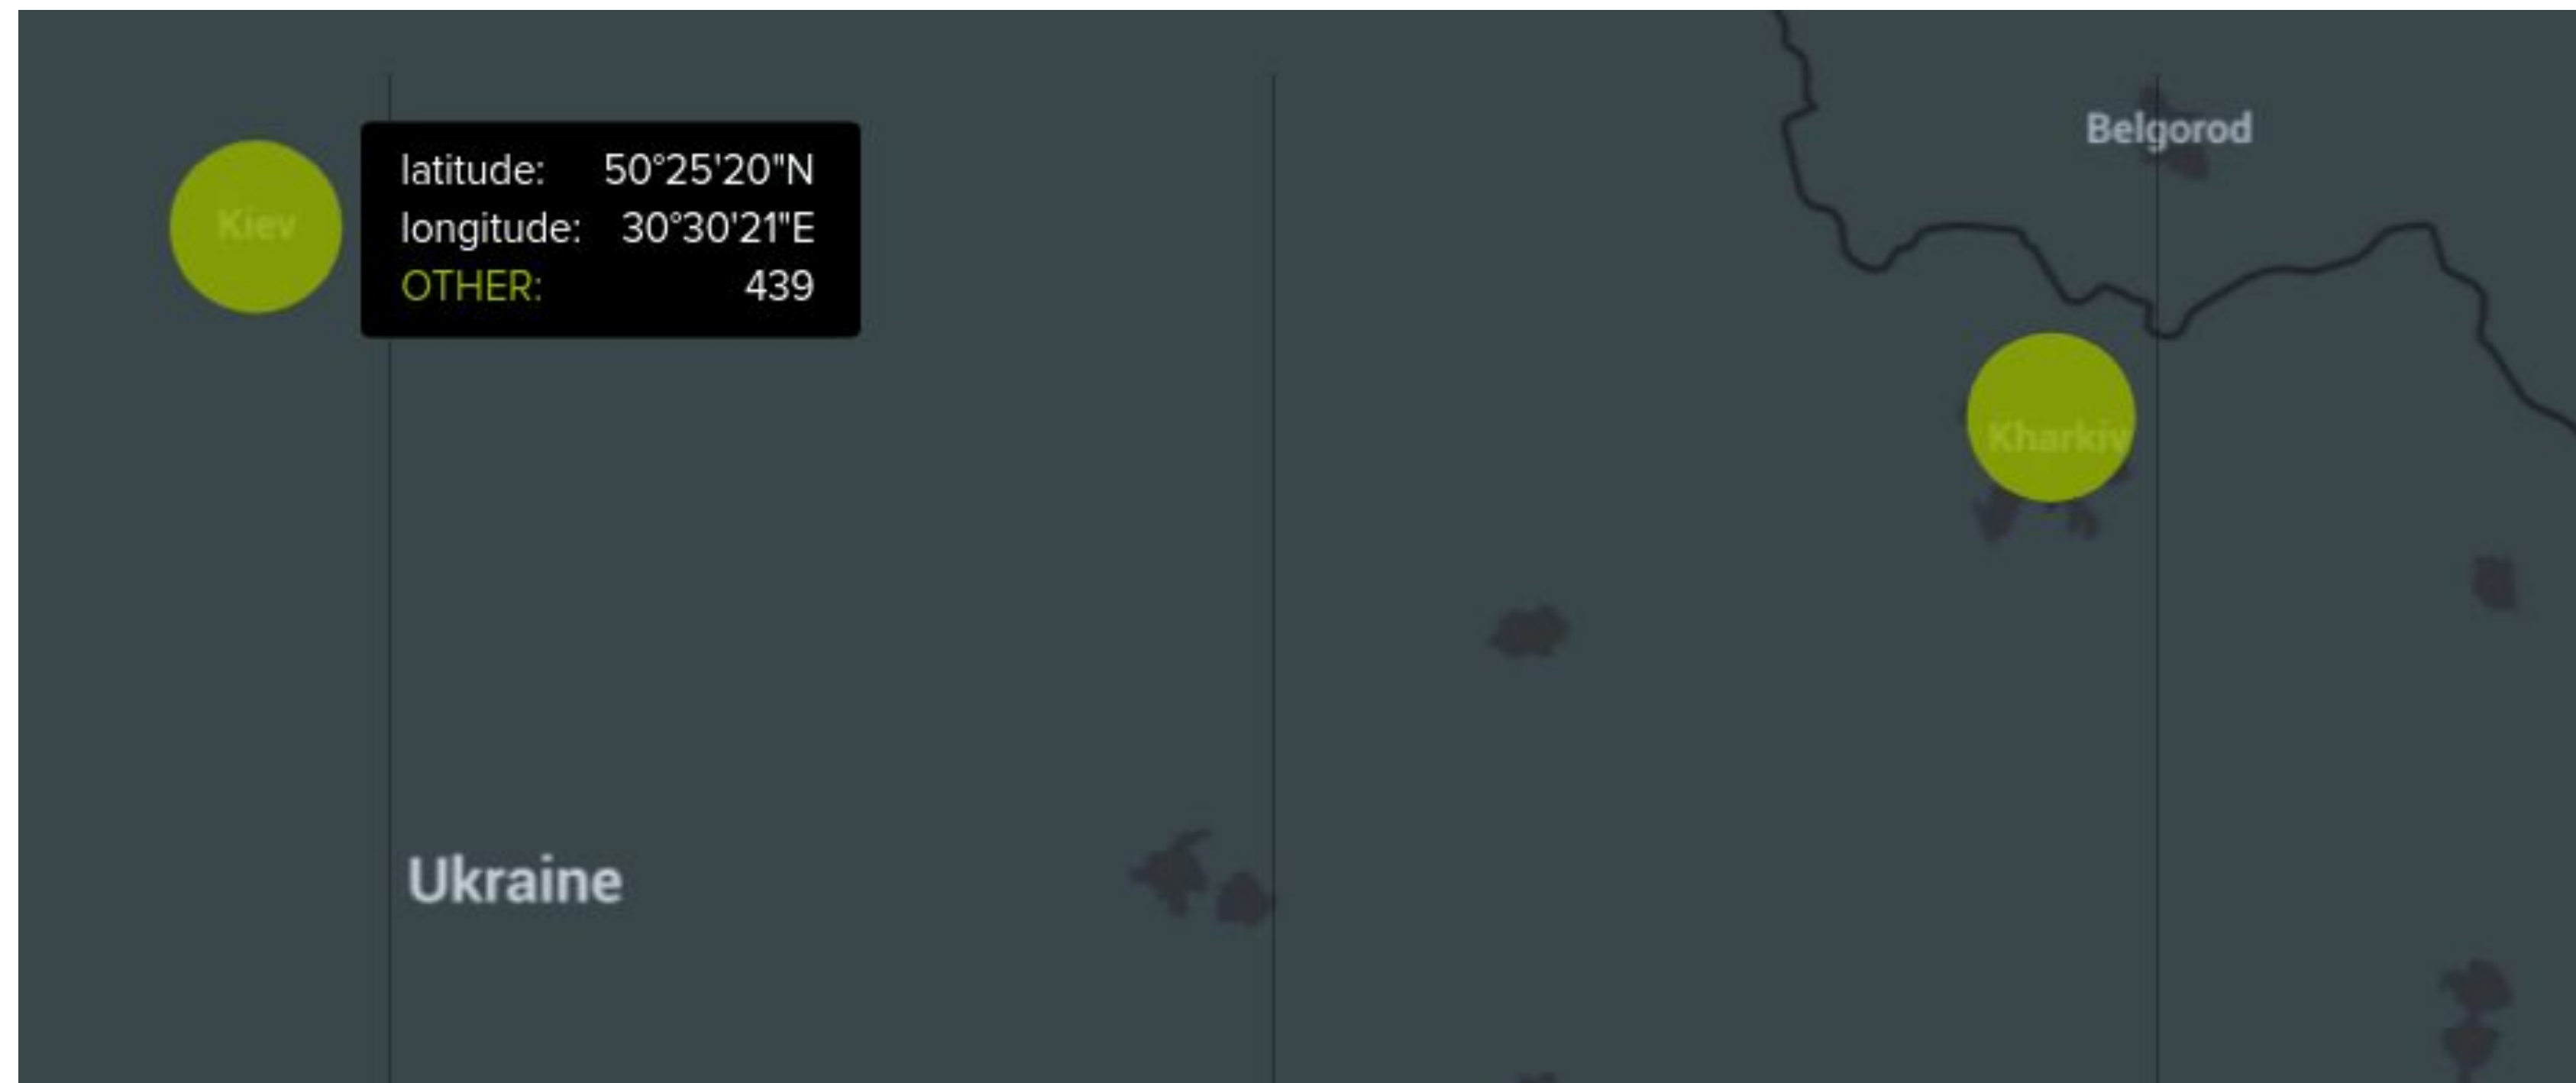 Belgorod
Kiev
latitude: 50°25'20"N
longitude: 30°30'21"E
OTHER: 439
Kharkiv
Ukraine